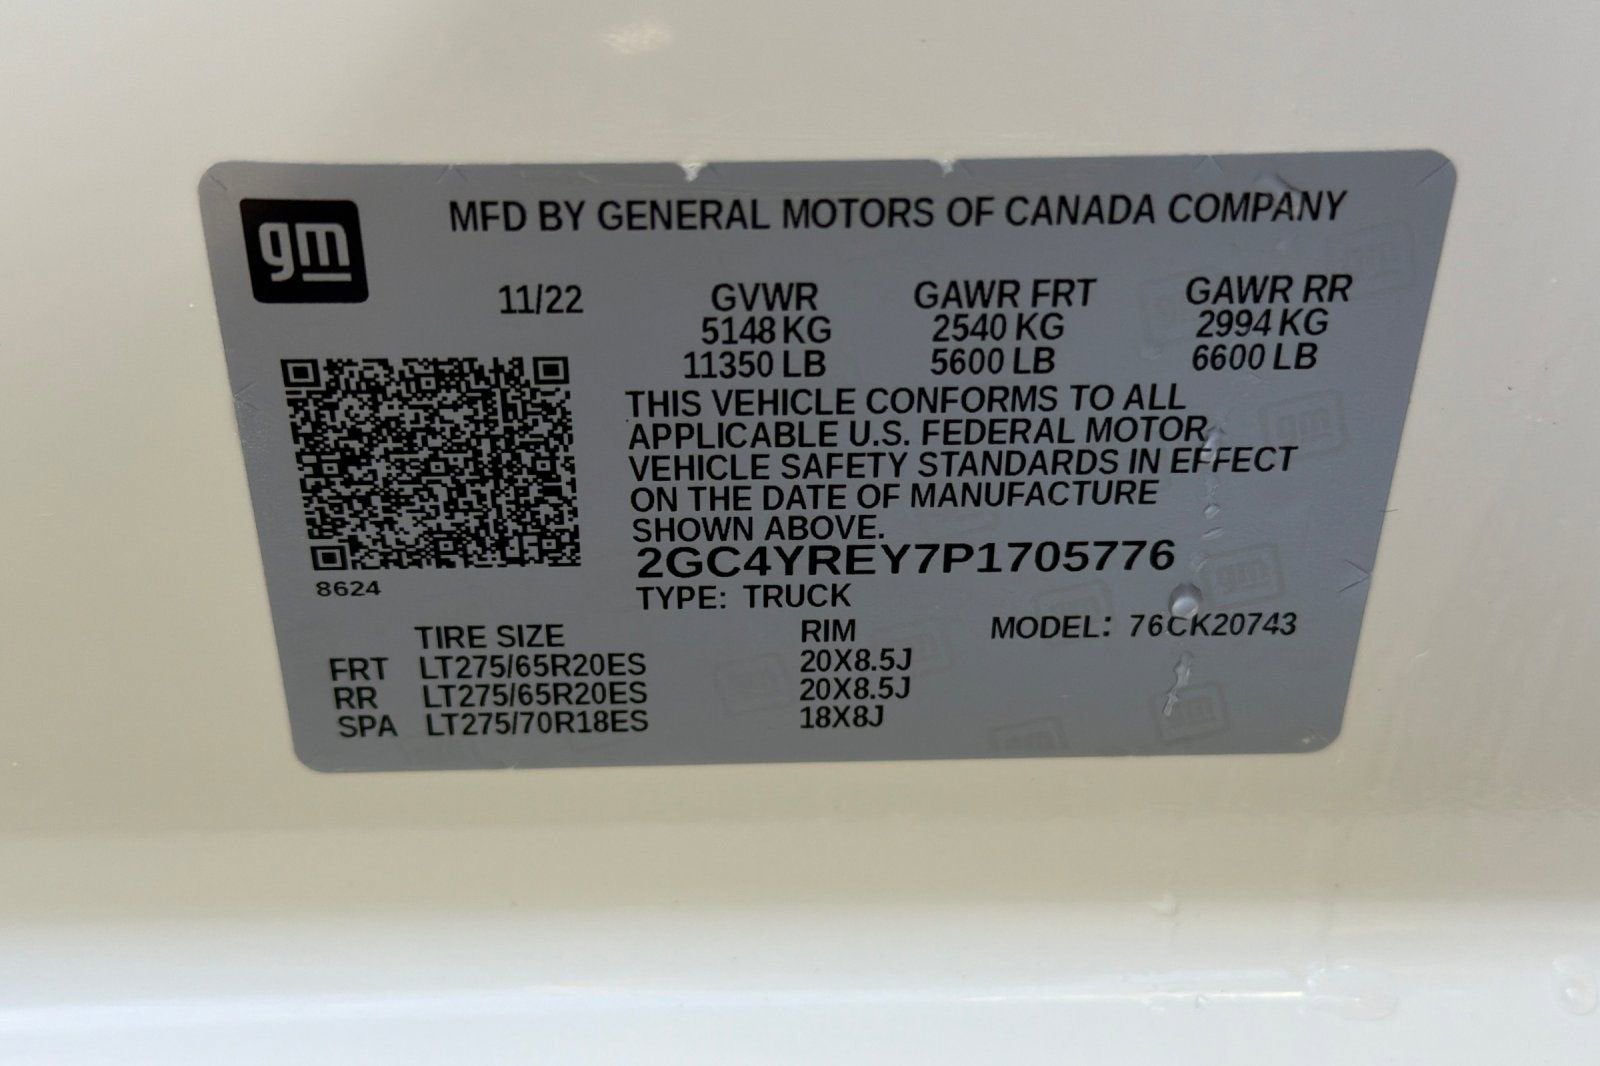 gm
MFD BY GENERAL MOTORS OF CANADA COMPANY
11/22 GVWR GAWR FRT GAWR RR
5148 KG 2540 KG 2994 KG
11350 LB 5600 LB 6600 LB
THIS VEHICLE CONFORMS TO ALL
APPLICABLE U.S. FEDERAL MOTOR
VEHICLE SAFETY STANDARDS IN EFFECT
ON THE DATE OF MANUFACTURE
SHOWN ABOVE.
2GC4YREY7P1705776
8624
TYPE: TRUCK
TIRE SIZE RIM MODEL: 76CK20743
FRT LT275/65R20ES 20X8.5J
RR LT275/65R20ES 20X8.5J
SPA LT275/70R18ES 18X8J